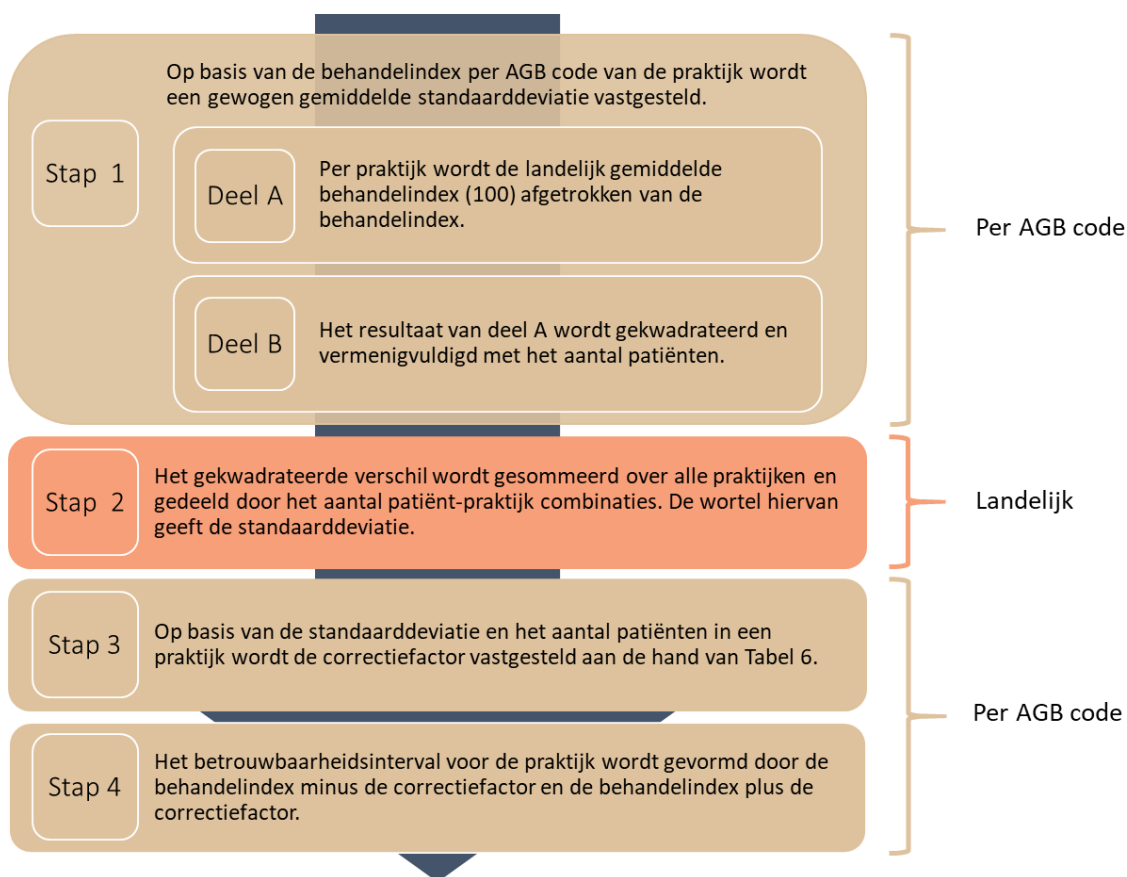 Op basis van de behandelindex per AGB code van de praktijk wordt
een gewogen gemiddelde standaarddeviatie vastgesteld.
Stap 1
Deel A
Per praktijk wordt de landelijk gemiddelde
behandelindex (100) afgetrokken van de
behandelindex.
Deel B
Het resultaat van deel A wordt gekwadrateerd en
vermenigvuldigd met het aantal patiënten.
Per AGB code
Stap 2
Het gekwadrateerde verschil wordt gesommeerd over alle praktijken en
gedeeld door het aantal patiënt-praktijk combinaties. De wortel hiervan
geeft de standaarddeviatie.
Landelijk
Stap 3
Op basis van de standaarddeviatie en het aantal patiënten in een
praktijk wordt de correctiefactor vastgesteld aan de hand van Tabel 6.
Stap 4
Het betrouwbaarheidsinterval voor de praktijk wordt gevormd door de
behandelindex minus de correctiefactor en de behandelindex plus de
correctiefactor.
Per AGB code